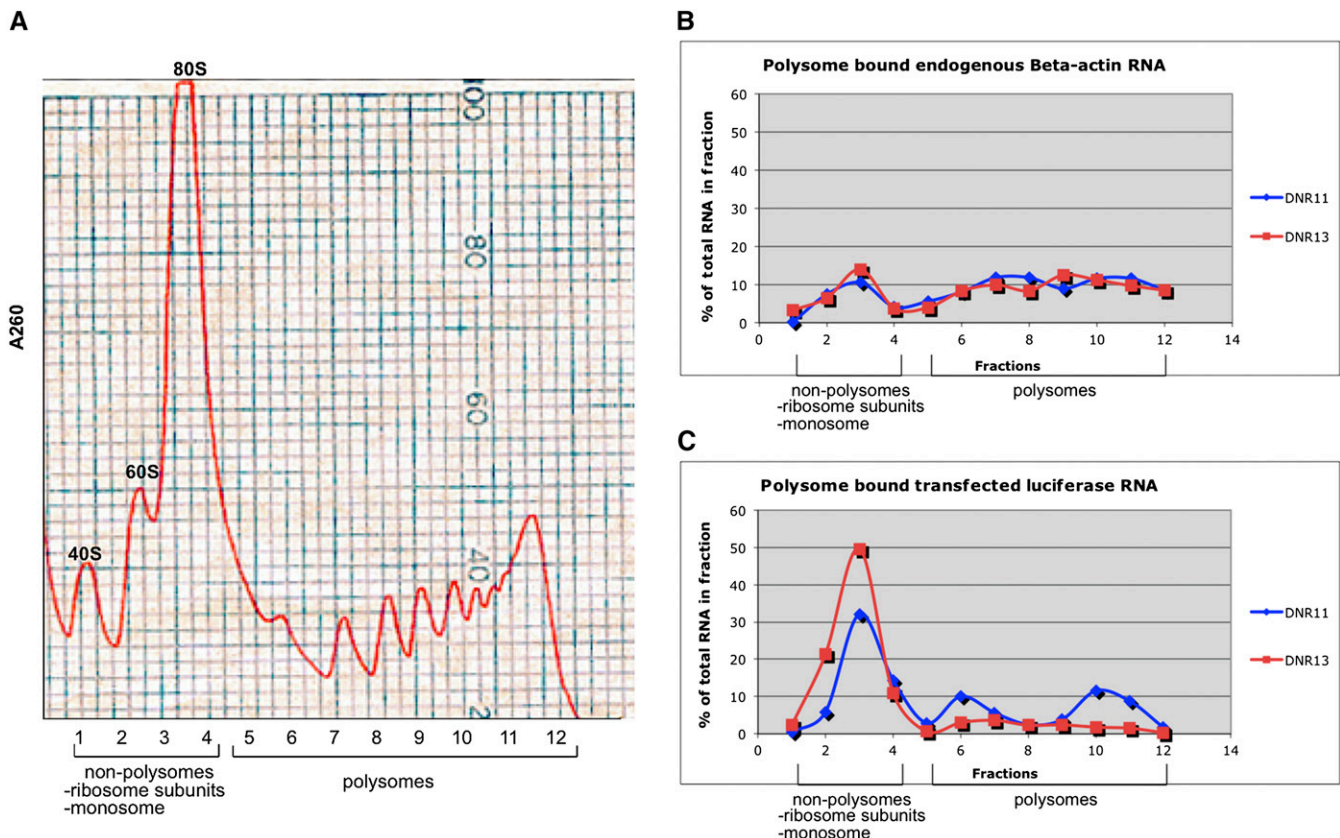 A
80S
100
80
60
40
2
60S
40S
A260
1 2 3 4 5 6 7 8 9 10 11 12
non-polysomes
-ribosome subunits
-monosome
polysomes
B
Polysome bound endogenous Beta-actin RNA
% of total RNA in fraction
60
50
40
30
20
10
0
0 2 4 6 8 10 12 14
Fractions
DNR11
DNR13
non-polysomes
-ribosome subunits
-monosome
polysomes
C
Polysome bound transfected luciferase RNA
% of total RNA in fraction
60
50
40
30
20
10
0
0 2 4 6 8 10 12 14
Fractions
DNR11
DNR13
non-polysomes
-ribosome subunits
-monosome
polysomes